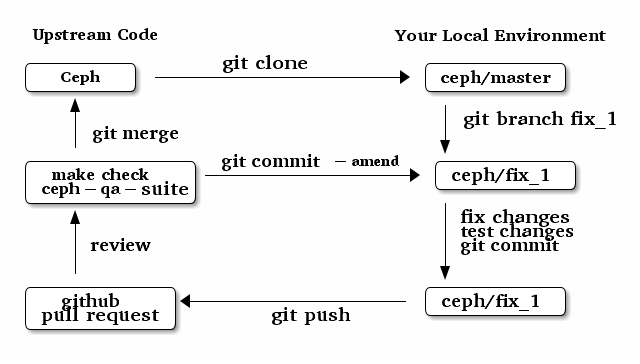 Upstream Code
Your Local Environment
Ceph
git clone
ceph/master
git merge
git branch fix_1
make check
ceph – qa – suite
git commit – amend
ceph/fix_1
review
fix changes
test changes
git commit
github
pull request
git push
ceph/fix_1